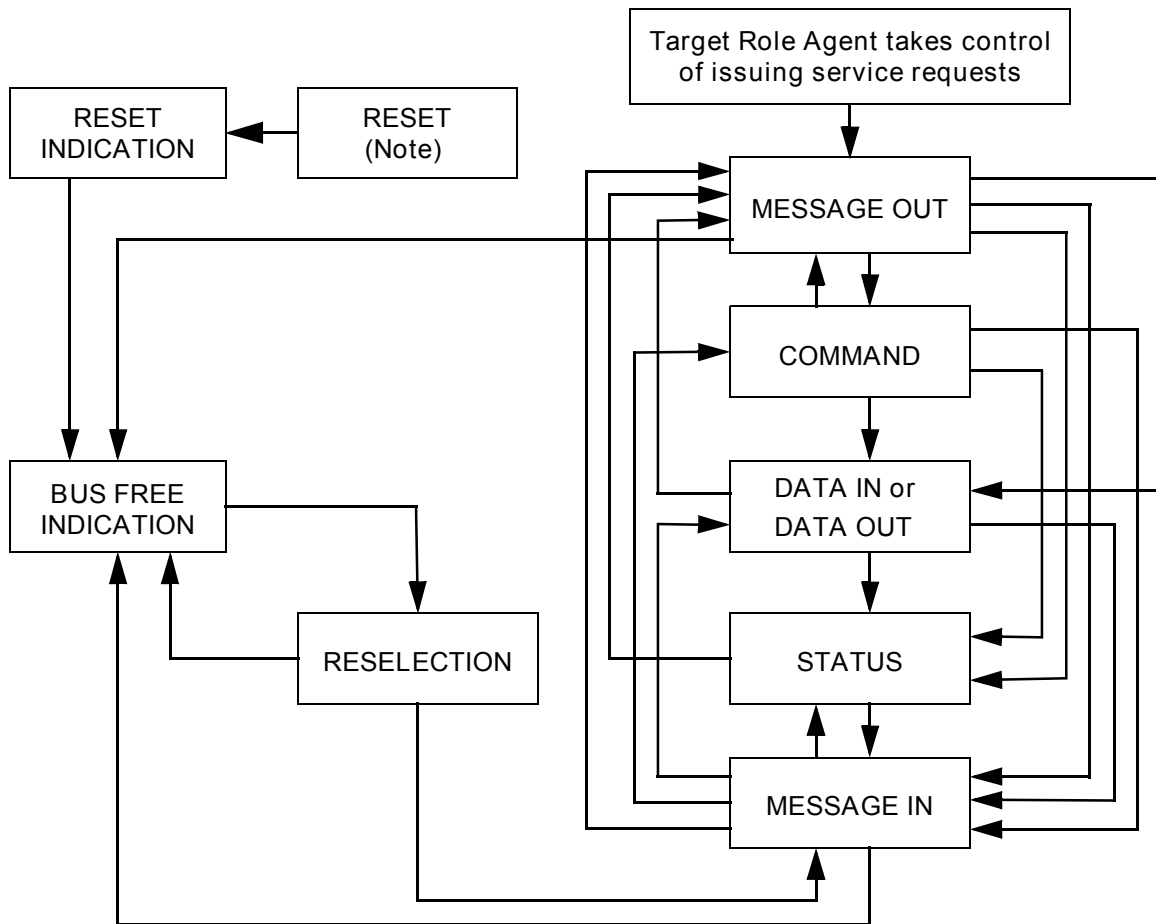 Target Role Agent takes control
of issuing service requests
RESET
INDICATION
RESET
(Note)
MESSAGE OUT
COMMAND
BUS FREE
INDICATION
DATA IN or
DATA OUT
RESELECTION
STATUS
MESSAGE IN